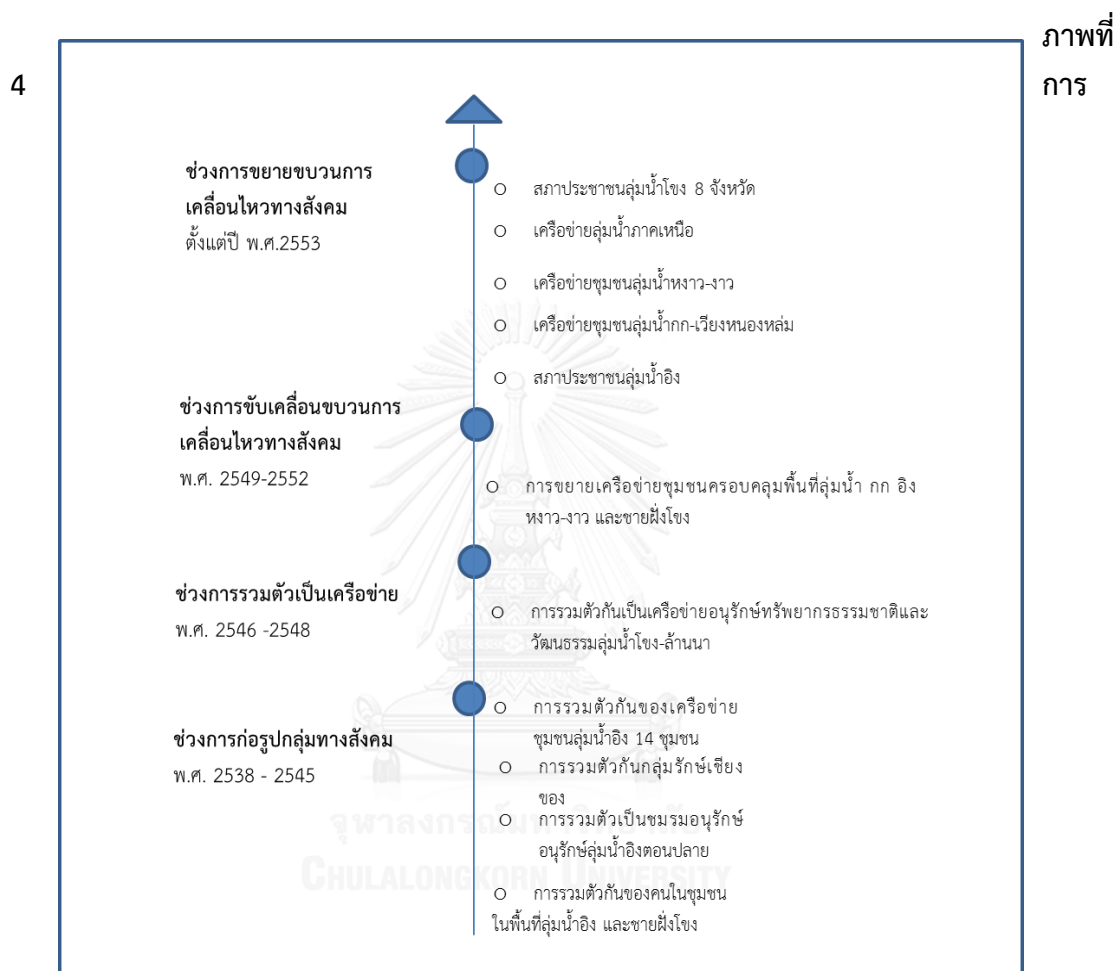 ภาพที่
4
การ
ช่วงการขยายขบวนการ
เคลื่อนไหวทางสังคม
ตั้งแต่ปี พ.ศ.2553
o สภาประชาชนลุ่มน้ำโขง 8 จังหวัด
o เครือข่ายลุ่มน้ำภาคเหนือ
o เครือข่ายชุมชนลุ่มน้ำหงาว-งาว
o เครือข่ายชุมชนลุ่มน้ำกก-เวียงหนองหล่ม
o สภาประชาชนลุ่มน้ำอิง
ช่วงการขับเคลื่อนขบวนการ
เคลื่อนไหวทางสังคม
พ.ศ. 2549-2552
o การขยายเครือข่ายชุมชนครอบคลุมพื้นที่ลุ่มน้ำ กก อิง
หงาว-งาว และชายฝั่งโขง
ช่วงการรวมตัวเป็นเครือข่าย
พ.ศ. 2546 -2548
o การรวมตัวกันเป็นเครือข่ายอนุรักษ์ทรัพยากรธรรมชาติและ
วัฒนธรรมลุ่มน้ำโขง-ล้านนา
ช่วงการก่อรูปกลุ่มทางสังคม
พ.ศ. 2538 - 2545
o การรวมตัวกันของเครือข่าย
ชุมชนลุ่มน้ำอิง 14 ชุมชน
o การรวมตัวกันกลุ่มรักษ์เชียง
ของ
o การรวมตัวเป็นชมรมอนุรักษ์
อนุรักษ์ลุ่มน้ำอิงตอนปลาย
o การรวมตัวกันของคนในชุมชน
ในพื้นที่ลุ่มน้ำอิง และชายฝั่งโขง
จุฬาลงกรณ์มหาวิทยาลัย
CHULALONGKORN UNIVERSITY